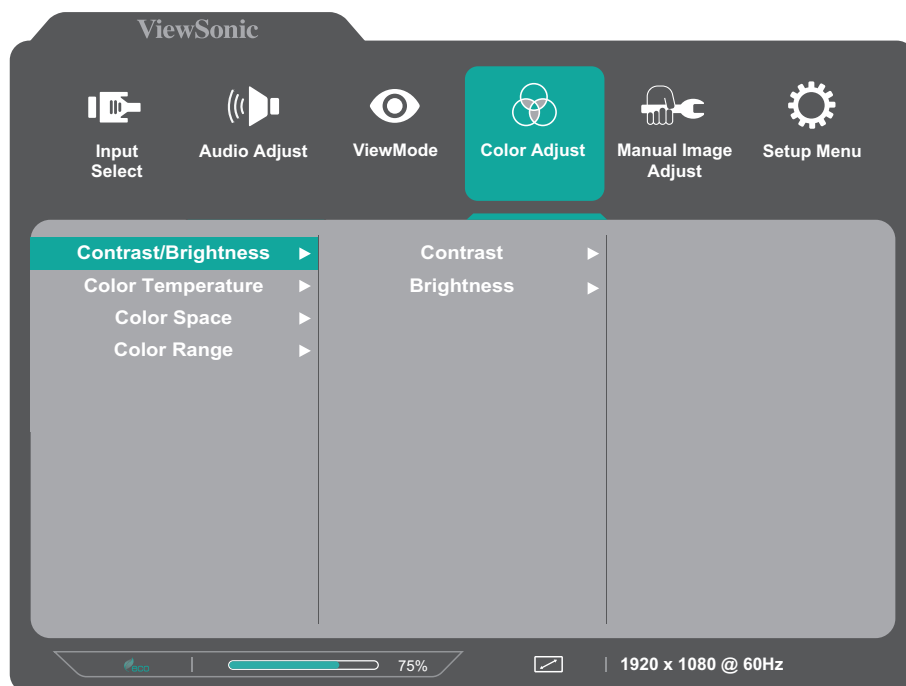 ViewSonic
Input
Select
Audio Adjust
ViewMode
Color Adjust
Manual Image
Adjust
Setup Menu
Contrast/Brightness
Color Temperature
Color Space
Color Range
Contrast
Brightness
ECO
75%
1920 x 1080 @ 60Hz